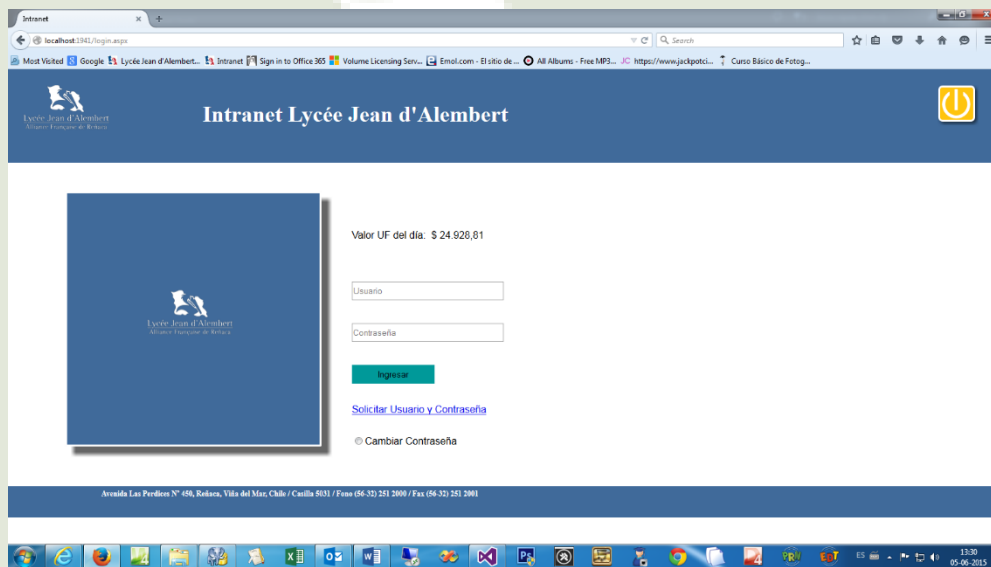 Intranet
localhost:1941/login.aspx
Search
Most Visited Google Lycée Jean d'Alembert... Intranet Sign in to Office 365 Volume Licensing Serv... Emol.com - El sitio de ... All Albums - Free MP3... JC https://www.jackpotci... Curso Básico de Fotog...
Lycée Jean d'Alembert
Alliance Française de Reñaca
Intranet Lycée Jean d'Alembert
Lycée Jean d'Alembert
Alliance Française de Reñaca
Valor UF del día: $ 24.928,81
Usuario
Contraseña
Ingresar
Solicitar Usuario y Contraseña
Cambiar Contraseña
Avenida Las Perdices N° 450, Reñaca, Viña del Mar, Chile / Casilla 5031 / Fono (56-32) 251 2000 / Fax (56-32) 251 2001
ES
13:30
05-06-2015